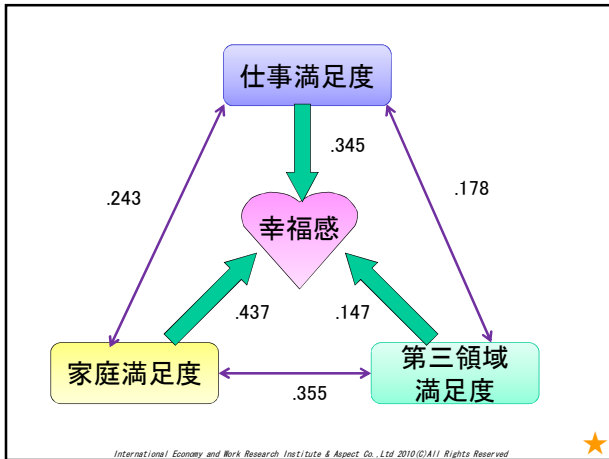 仕事満足度
.345
.243
.178
幸福感
.437
.147
家庭満足度
第三領域
満足度
.355
International Economy and Work Research Institute & Aspect Co.,Ltd 2010(C)All Rights Reserved